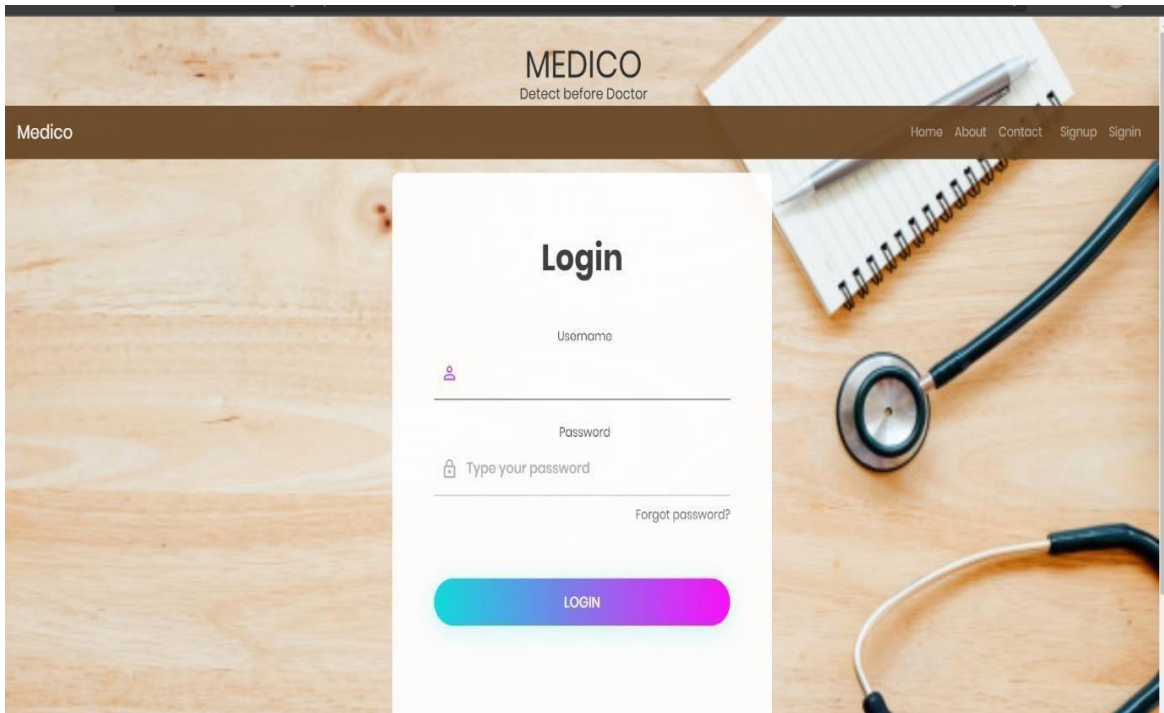 MEDICO
Detect before Doctor
Medico Home About Contact Signup Signin
Login
Username
Password
Type your password
Forgot password?
LOGIN